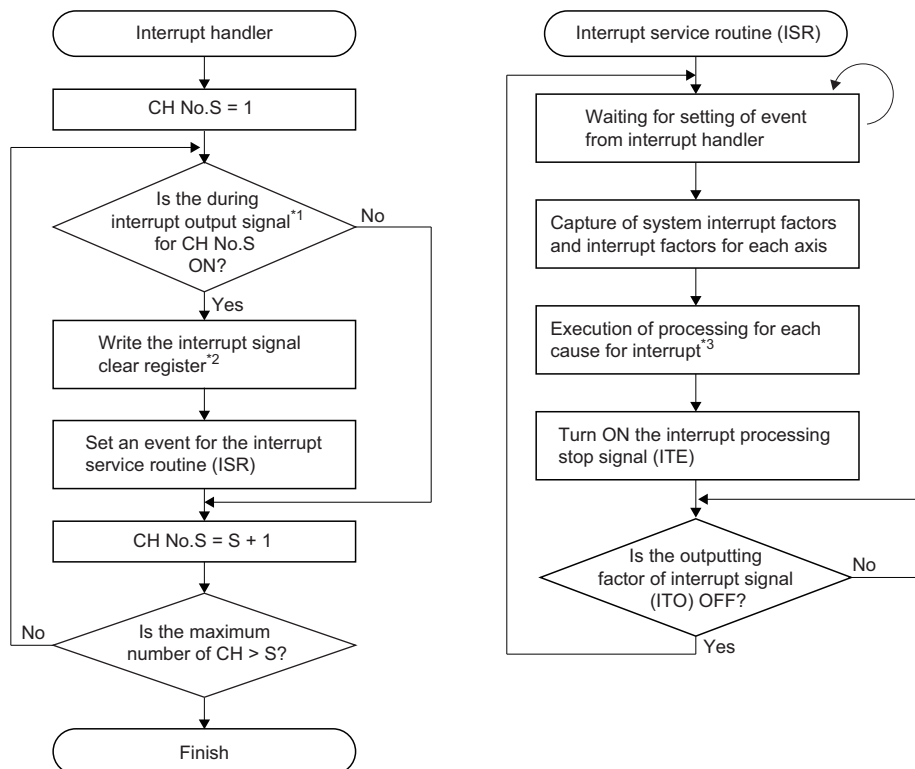 Interrupt handler
CH No.S = 1
Is the during
interrupt output signal*1
for CH No.S
ON?
No
Yes
Write the interrupt signal
clear register*2
Set an event for the interrupt
service routine (ISR)
CH No.S = S + 1
No
Is the maximum
number of CH > S?
Finish
Interrupt service routine (ISR)
Waiting for setting of event
from interrupt handler
Capture of system interrupt factors
and interrupt factors for each axis
Execution of processing for each
cause for interrupt*3
Turn ON the interrupt processing
stop signal (ITE)
Is the outputting
factor of interrupt signal
(ITO) OFF?
No
Yes